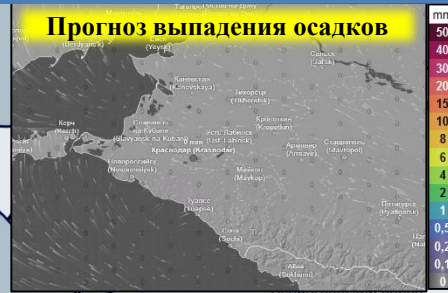 Прогноз выпадения осадков
mm
50
40
30
20
15
10
8
6
4
2
1
0,5
0,2
0,1
0
Ейск
(Yeysk)
Сальск
(Salsk)
Каневская
(Kanevskaya)
Тихорецк
(Tikhoretsk)
Керчь
(Kerch)
Славянск
на Кубани
(Slavyansk na Kubani)
Кропоткин
(Kropotkin)
Усть-Лабинск
(Ust-Labinsk)
0 mm
Краснодар (Krasnodar)
Армавир
(Armavir)
Ставрополь
(Stavropol)
Новороссийск
(Novorossiysk)
Майкоп
(Maykop)
Туапсе
(Tuapse)
Пятигорск
(Pyatigorsk)
Сочи
(Sochi)
(Sukhumi)